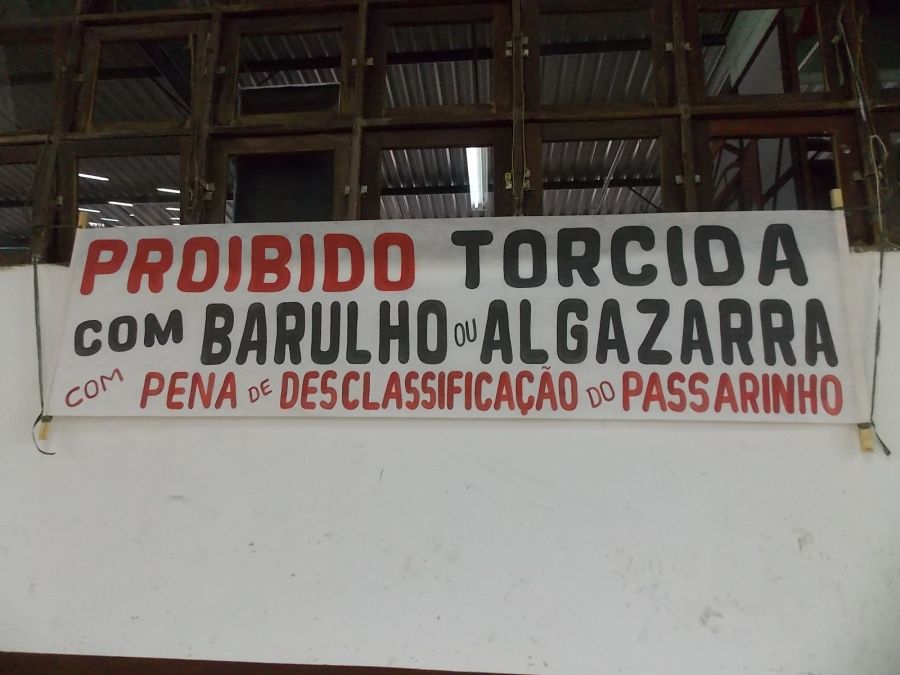 PROIBIDO TORCIDA
COM BARULHO OU ALGAZARRA
COM PENA DE DESCLASSIFICAÇÃO DO PASSARINHO